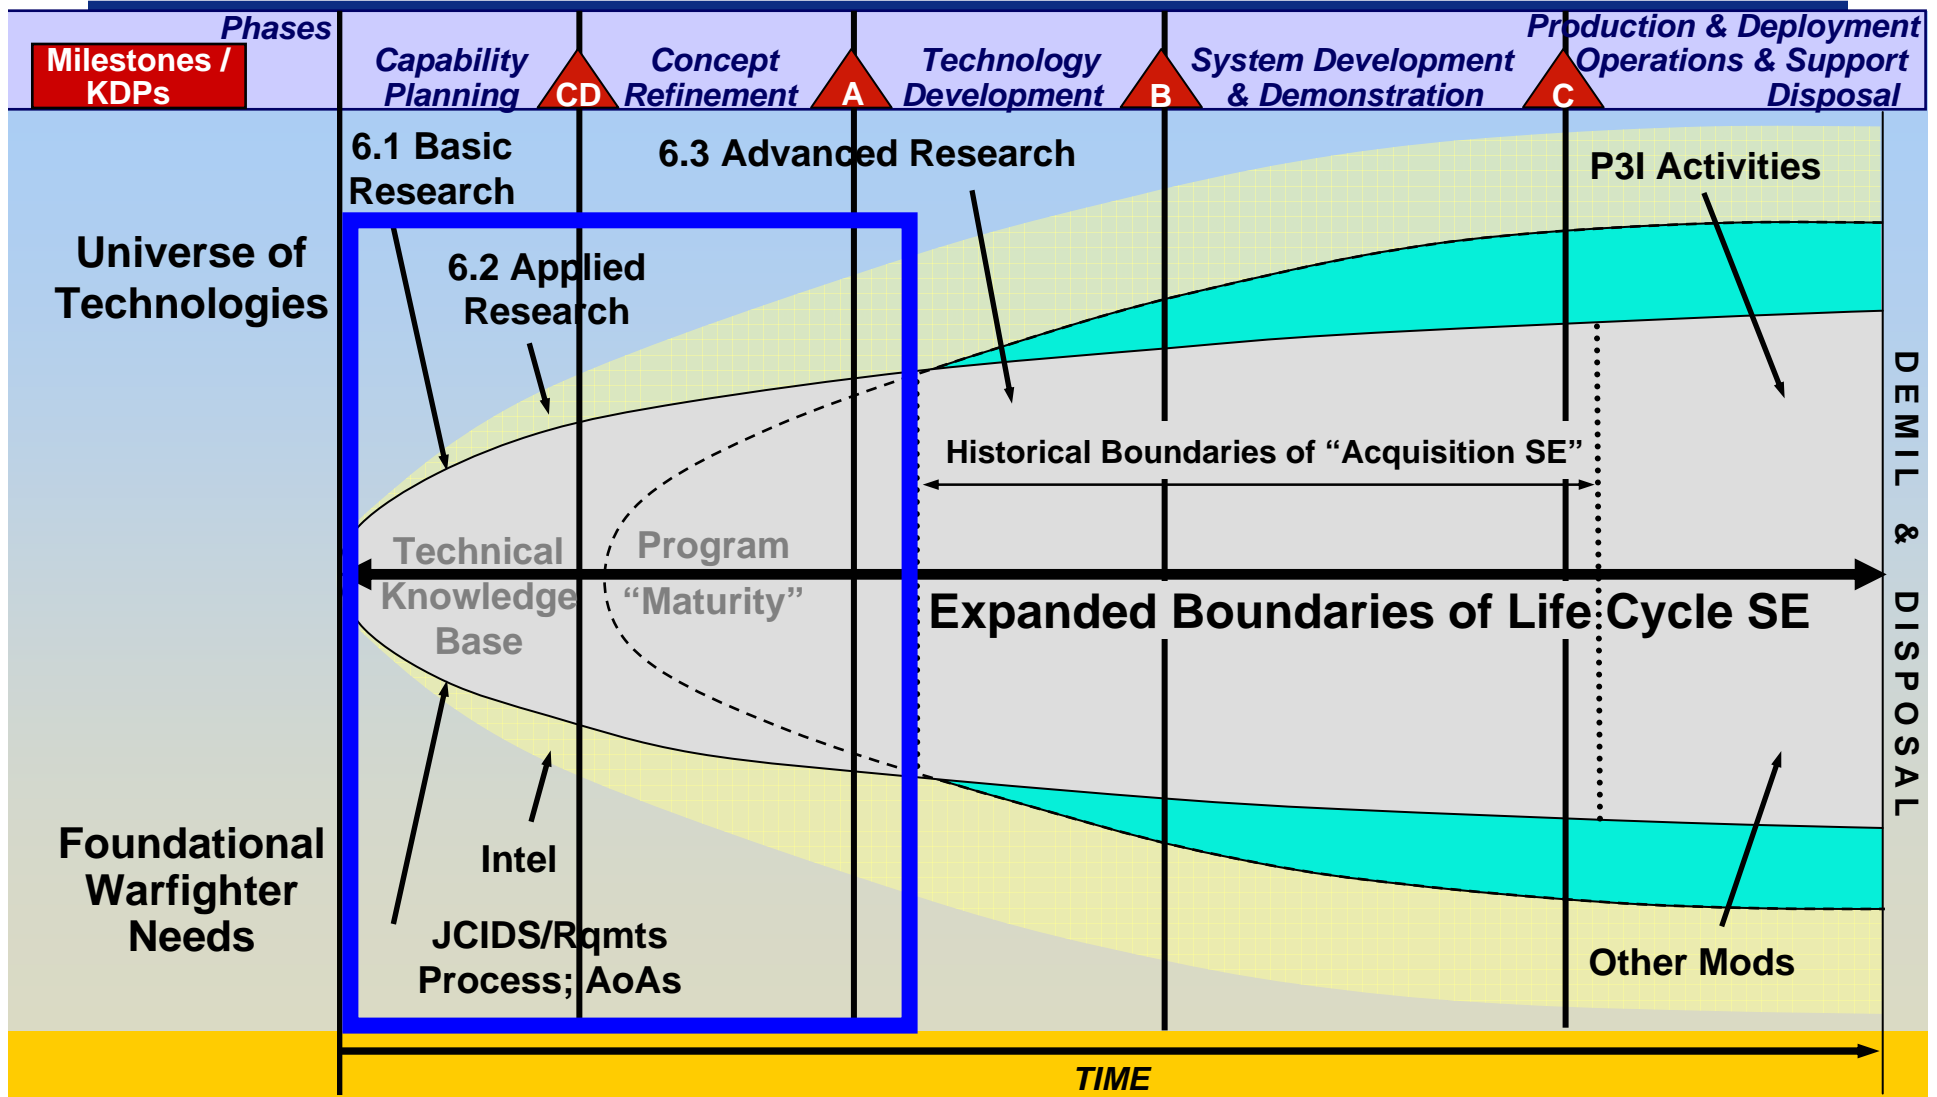 Phases
Milestones /
KDPs
Capability
Planning
CD
Concept
Refinement
A
Technology
Development
B
System Development
& Demonstration
C
Production & Deployment
Operations & Support
Disposal
6.1 Basic
Research
6.3 Advanced Research
P3I Activities
Universe of
Technologies
6.2 Applied
Research
Historical Boundaries of “Acquisition SE”
Technical
Knowledge
Base
Program
“Maturity”
Expanded Boundaries of Life Cycle SE
DEMIL & DISPOSAL
Foundational
Warfighter
Needs
Intel
JCIDS/Rqmts
Process; AoAs
Other Mods
TIME